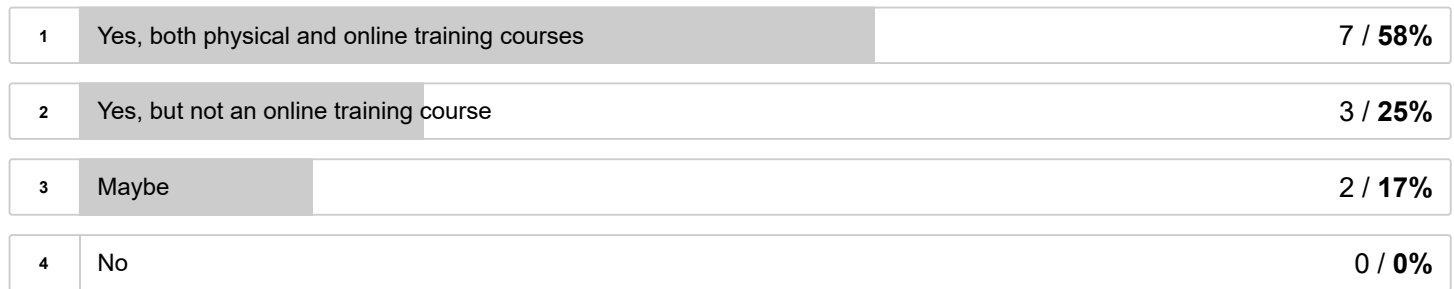 1 Yes, both physical and online training courses 7 / 58%
2 Yes, but not an online training course 3 / 25%
3 Maybe 2 / 17%
4 No 0 / 0%